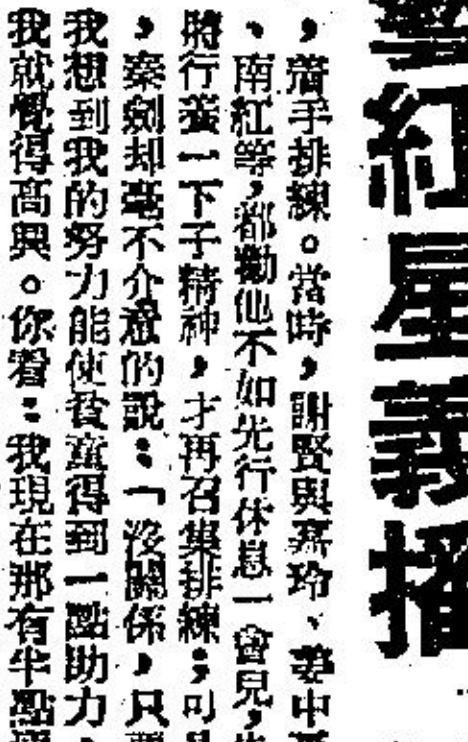 藝紅星義播
，着手排練。當時，謝賢與嘉玲、姜中
、南紅等，都勸他不如先行休息一會兒，
將行養一下子精神，才再召集排練；可
，秦劍却毫不介意的說：「沒關係，只要
我想到我的努力能使貧童得到一點助力，
我就覺得高興。你看：我現在那有半點